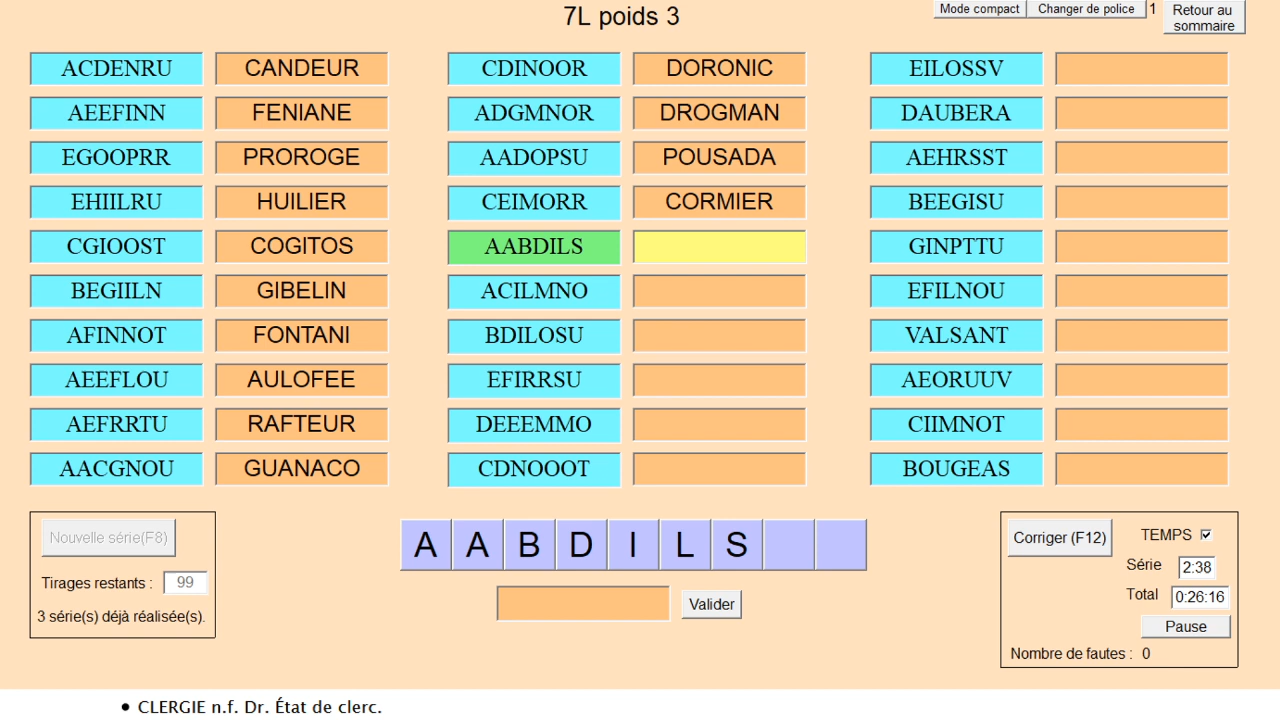 7L poids 3
Mode compact Changer de police 1 Retour au
sommaire
ACDENRU CANDEUR CDINOOR DORONIC EILOSSV
AEEFINN FENIANE ADGMNOR DROGMAN DAUBERA
EGOOPRR PROROGE AADOPSU POUSADA AEHRSST
EHIILRU HUILIER CEIMORR CORMIER BEEGISU
CGIOOST COGITOS AABDILS GINPTTU
BEGIILN GIBELIN ACILMNO EFILNOU
AFINNOT FONTANI BDILOSU VALSANT
AEEFLOU AULOFEE EFIRRSU AEORUUV
AEFRRTU RAFTEUR DEEEMMO CIIMNOT
AACGNOU GUANACO CDNOOOT BOUGEAS
Nouvelle série(F8)
Tirages restants : 99
3 série(s) déjà réalisée(s).
A A B D I L S
Valider
Corriger (F12) TEMPS
Série 2:38
Total 0:26:16
Pause
Nombre de fautes : 0
• CLERGIE n.f. Dr. État de clerc.